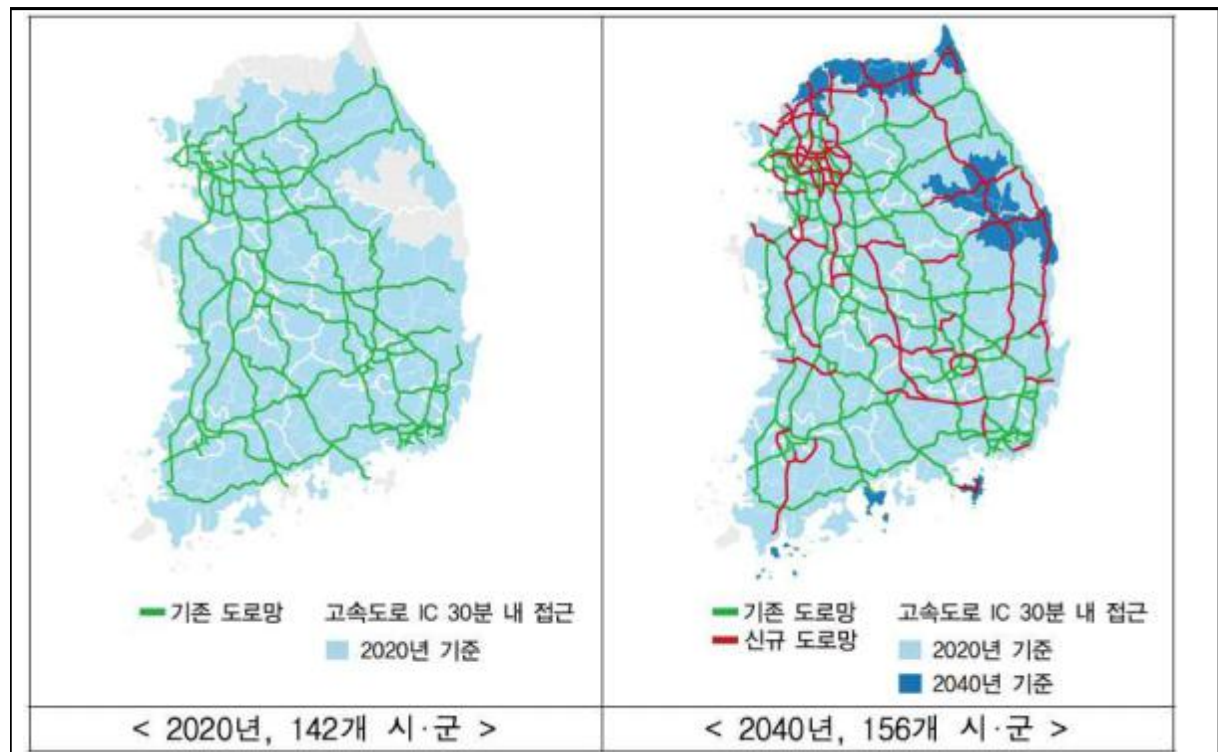 기존 도로망 고속도로 IC 30분 내 접근
2020년 기준
기존 도로망 고속도로 IC 30분 내 접근
신규 도로망 2020년 기준
2040년 기준
< 2020년, 142개 시·군 >
< 2040년, 156개 시·군 >